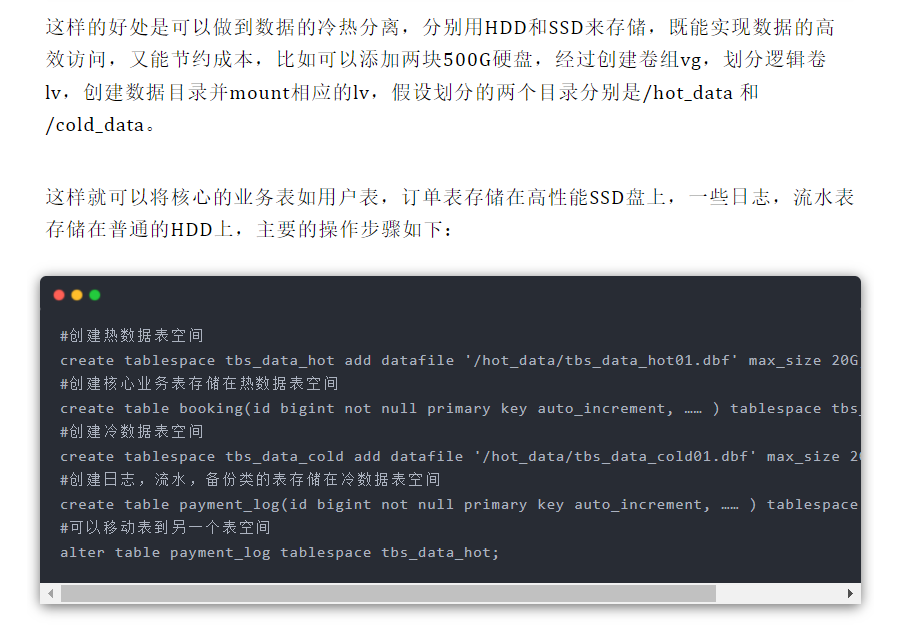 这样的好处是可以做到数据的冷热分离，分别用HDD和SSD来存储，既能实现数据的高
效访问，又能节约成本，比如可以添加两块500G硬盘，经过创建卷组vg，划分逻辑卷
lv，创建数据目录并mount相应的lv，假设划分的两个目录分别是/hot_data 和
/cold_data。
这样就可以将核心的业务表如用户表，订单表存储在高性能SSD盘上，一些日志，流水表
存储在普通的HDD上，主要的操作步骤如下：
#创建热数据表空间
create tablespace tbs_data_hot add datafile '/hot_data/tbs_data_hot01.dbf' max_size 20G
#创建核心业务表存储在热数据表空间
create table booking(id bigint not null primary key auto_increment, …… ) tablespace tbs_
#创建冷数据表空间
create tablespace tbs_data_cold add datafile '/hot_data/tbs_data_cold01.dbf' max_size 20
#创建日志，流水，备份类的表存储在冷数据表空间
create table payment_log(id bigint not null primary key auto_increment, …… ) tablespace
#可以移动表到另一个表空间
alter table payment_log tablespace tbs_data_hot;